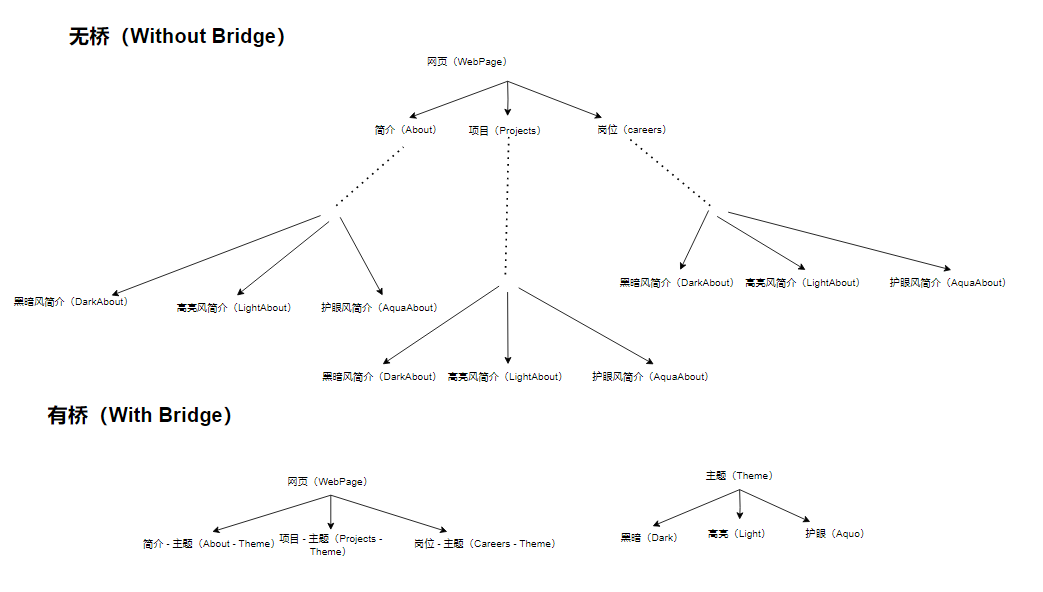 无桥（Without Bridge）
网页（WebPage）
简介（About）
项目（Projects）
岗位（careers）
黑暗风简介（DarkAbout）
高亮风简介（LightAbout）
护眼风简介（AquaAbout）
黑暗风简介（DarkAbout）
高亮风简介（LightAbout）
护眼风简介（AquaAbout）
黑暗风简介（DarkAbout）
高亮风简介（LightAbout）
护眼风简介（AquaAbout）
有桥（With Bridge）
网页（WebPage）
简介 - 主题（About - Theme）
项目 - 主题（Projects -
Theme）
岗位 - 主题（Careers - Theme）
主题（Theme）
黑暗（Dark）
高亮（Light）
护眼（Aquo）